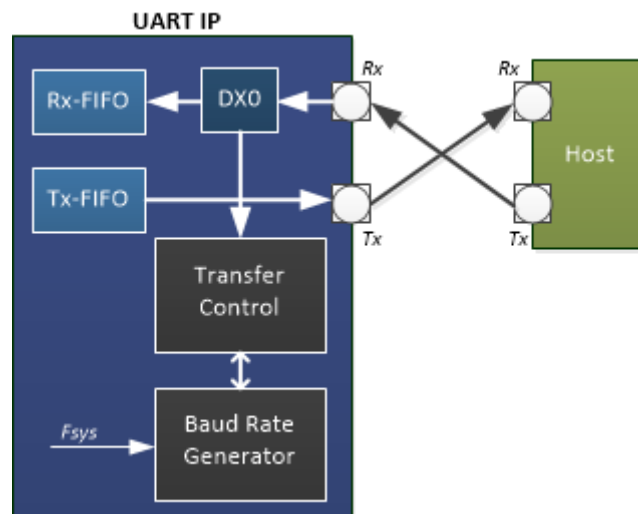 UART IP
Rx-FIFO
DX0
Rx
Rx
Host
Tx-FIFO
Tx
Tx
Transfer
Control
Fsys
Baud Rate
Generator